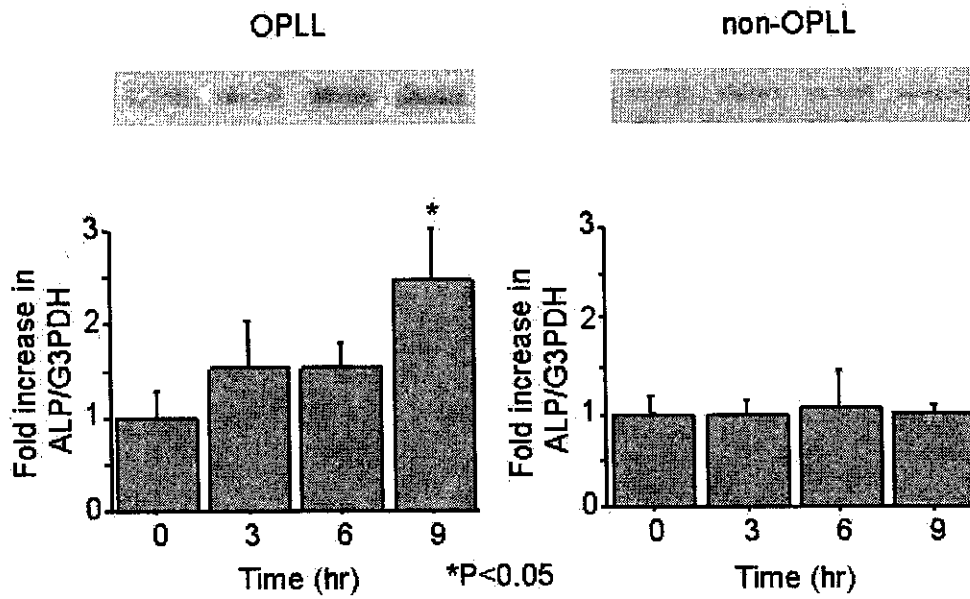 OPLL
non-OPLL
Fold increase in
ALP/G3PDH
3
2
1
0
*
0 3 6 9
Time (hr)
*P<0.05
Fold increase in
ALP/G3PDH
3
2
1
0
0 3 6 9
Time (hr)